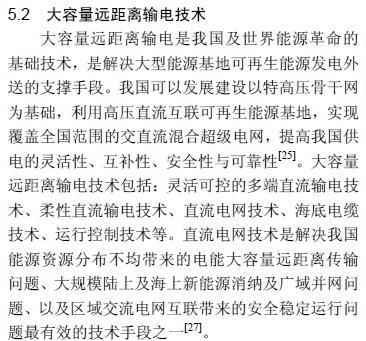 5.2 大容量远距离输电技术
大容量远距离输电是我国及世界能源革命的
基础技术，是解决大型能源基地可再生能源发电外
送的支撑手段。我国可以发展建设以特高压骨干网
为基础，利用高压直流互联可再生能源基地，实现
覆盖全国范围的交直流混合超级电网，提高我国供
电的灵活性、互补性、安全性与可靠性[25]。大容量
远距离输电技术包括：灵活可控的多端直流输电技
术、柔性直流输电技术、直流电网技术、海底电缆
技术、运行控制技术等。直流电网技术是解决我国
能源资源分布不均带来的电能大容量远距离传输
问题、大规模陆上及海上新能源消纳及广域并网问
题、以及区域交流电网互联带来的安全稳定运行问
题最有效的技术手段之一[27]。